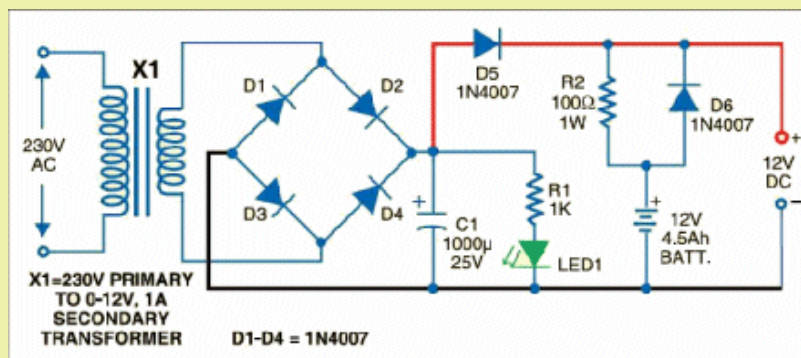 X1
230V
AC
D1
D2
D3
D4
D5
1N4007
R2
100Ω
1W
D6
1N4007
+
12V
DC
−
R1
1K
+
C1
1000µ
25V
LED1
+
12V
4.5Ah
BATT.
X1=230V PRIMARY
TO 0-12V, 1A
SECONDARY
TRANSFORMER
D1-D4 = 1N4007